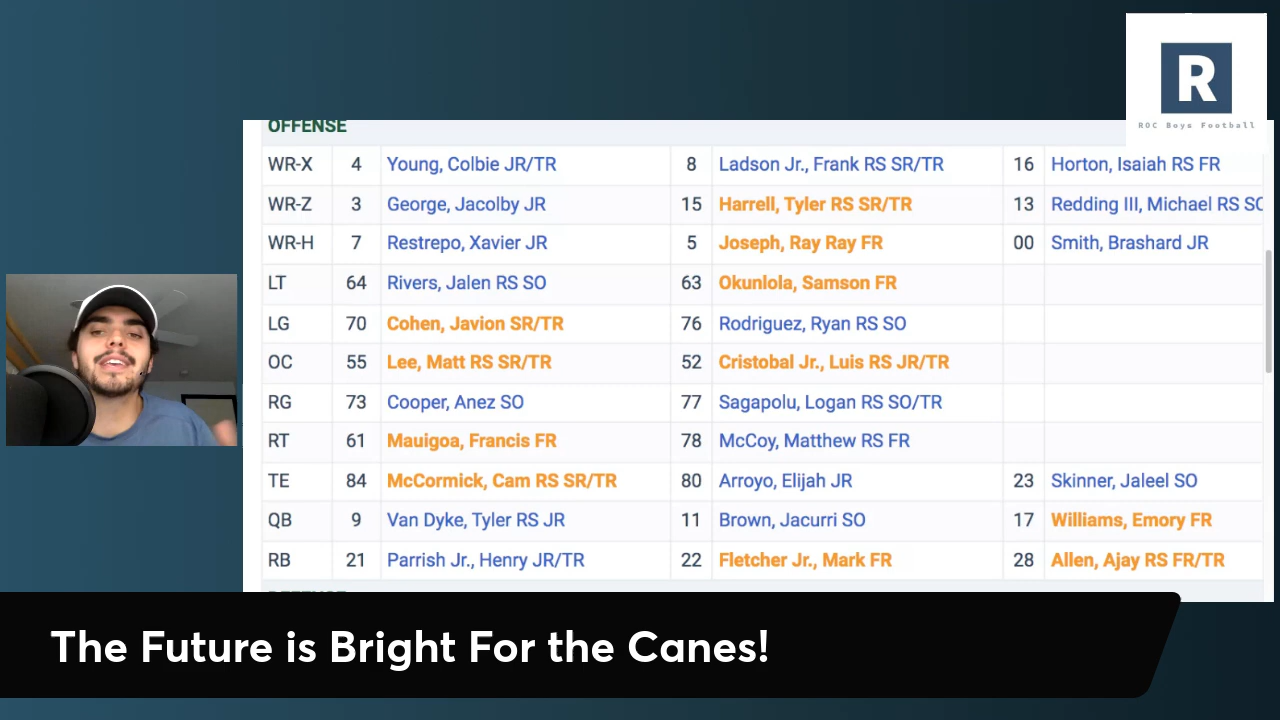 R
ROC Boys Football
OFFENSE
WR-X 4 Young, Colbie JR/TR 8 Ladson Jr., Frank RS SR/TR 16 Horton, Isaiah RS FR
WR-Z 3 George, Jacolby JR 15 Harrell, Tyler RS SR/TR 13 Redding III, Michael RS SO
WR-H 7 Restrepo, Xavier JR 5 Joseph, Ray Ray FR 00 Smith, Brashard JR
LT 64 Rivers, Jalen RS SO 63 Okunlola, Samson FR
LG 70 Cohen, Javion SR/TR 76 Rodriguez, Ryan RS SO
OC 55 Lee, Matt RS SR/TR 52 Cristobal Jr., Luis RS JR/TR
RG 73 Cooper, Anez SO 77 Sagapolu, Logan RS SO/TR
RT 61 Mauigoa, Francis FR 78 McCoy, Matthew RS FR
TE 84 McCormick, Cam RS SR/TR 80 Arroyo, Elijah JR 23 Skinner, Jaleel SO
QB 9 Van Dyke, Tyler RS JR 11 Brown, Jacurri SO 17 Williams, Emory FR
RB 21 Parrish Jr., Henry JR/TR 22 Fletcher Jr., Mark FR 28 Allen, Ajay RS FR/TR
The Future is Bright For the Canes!